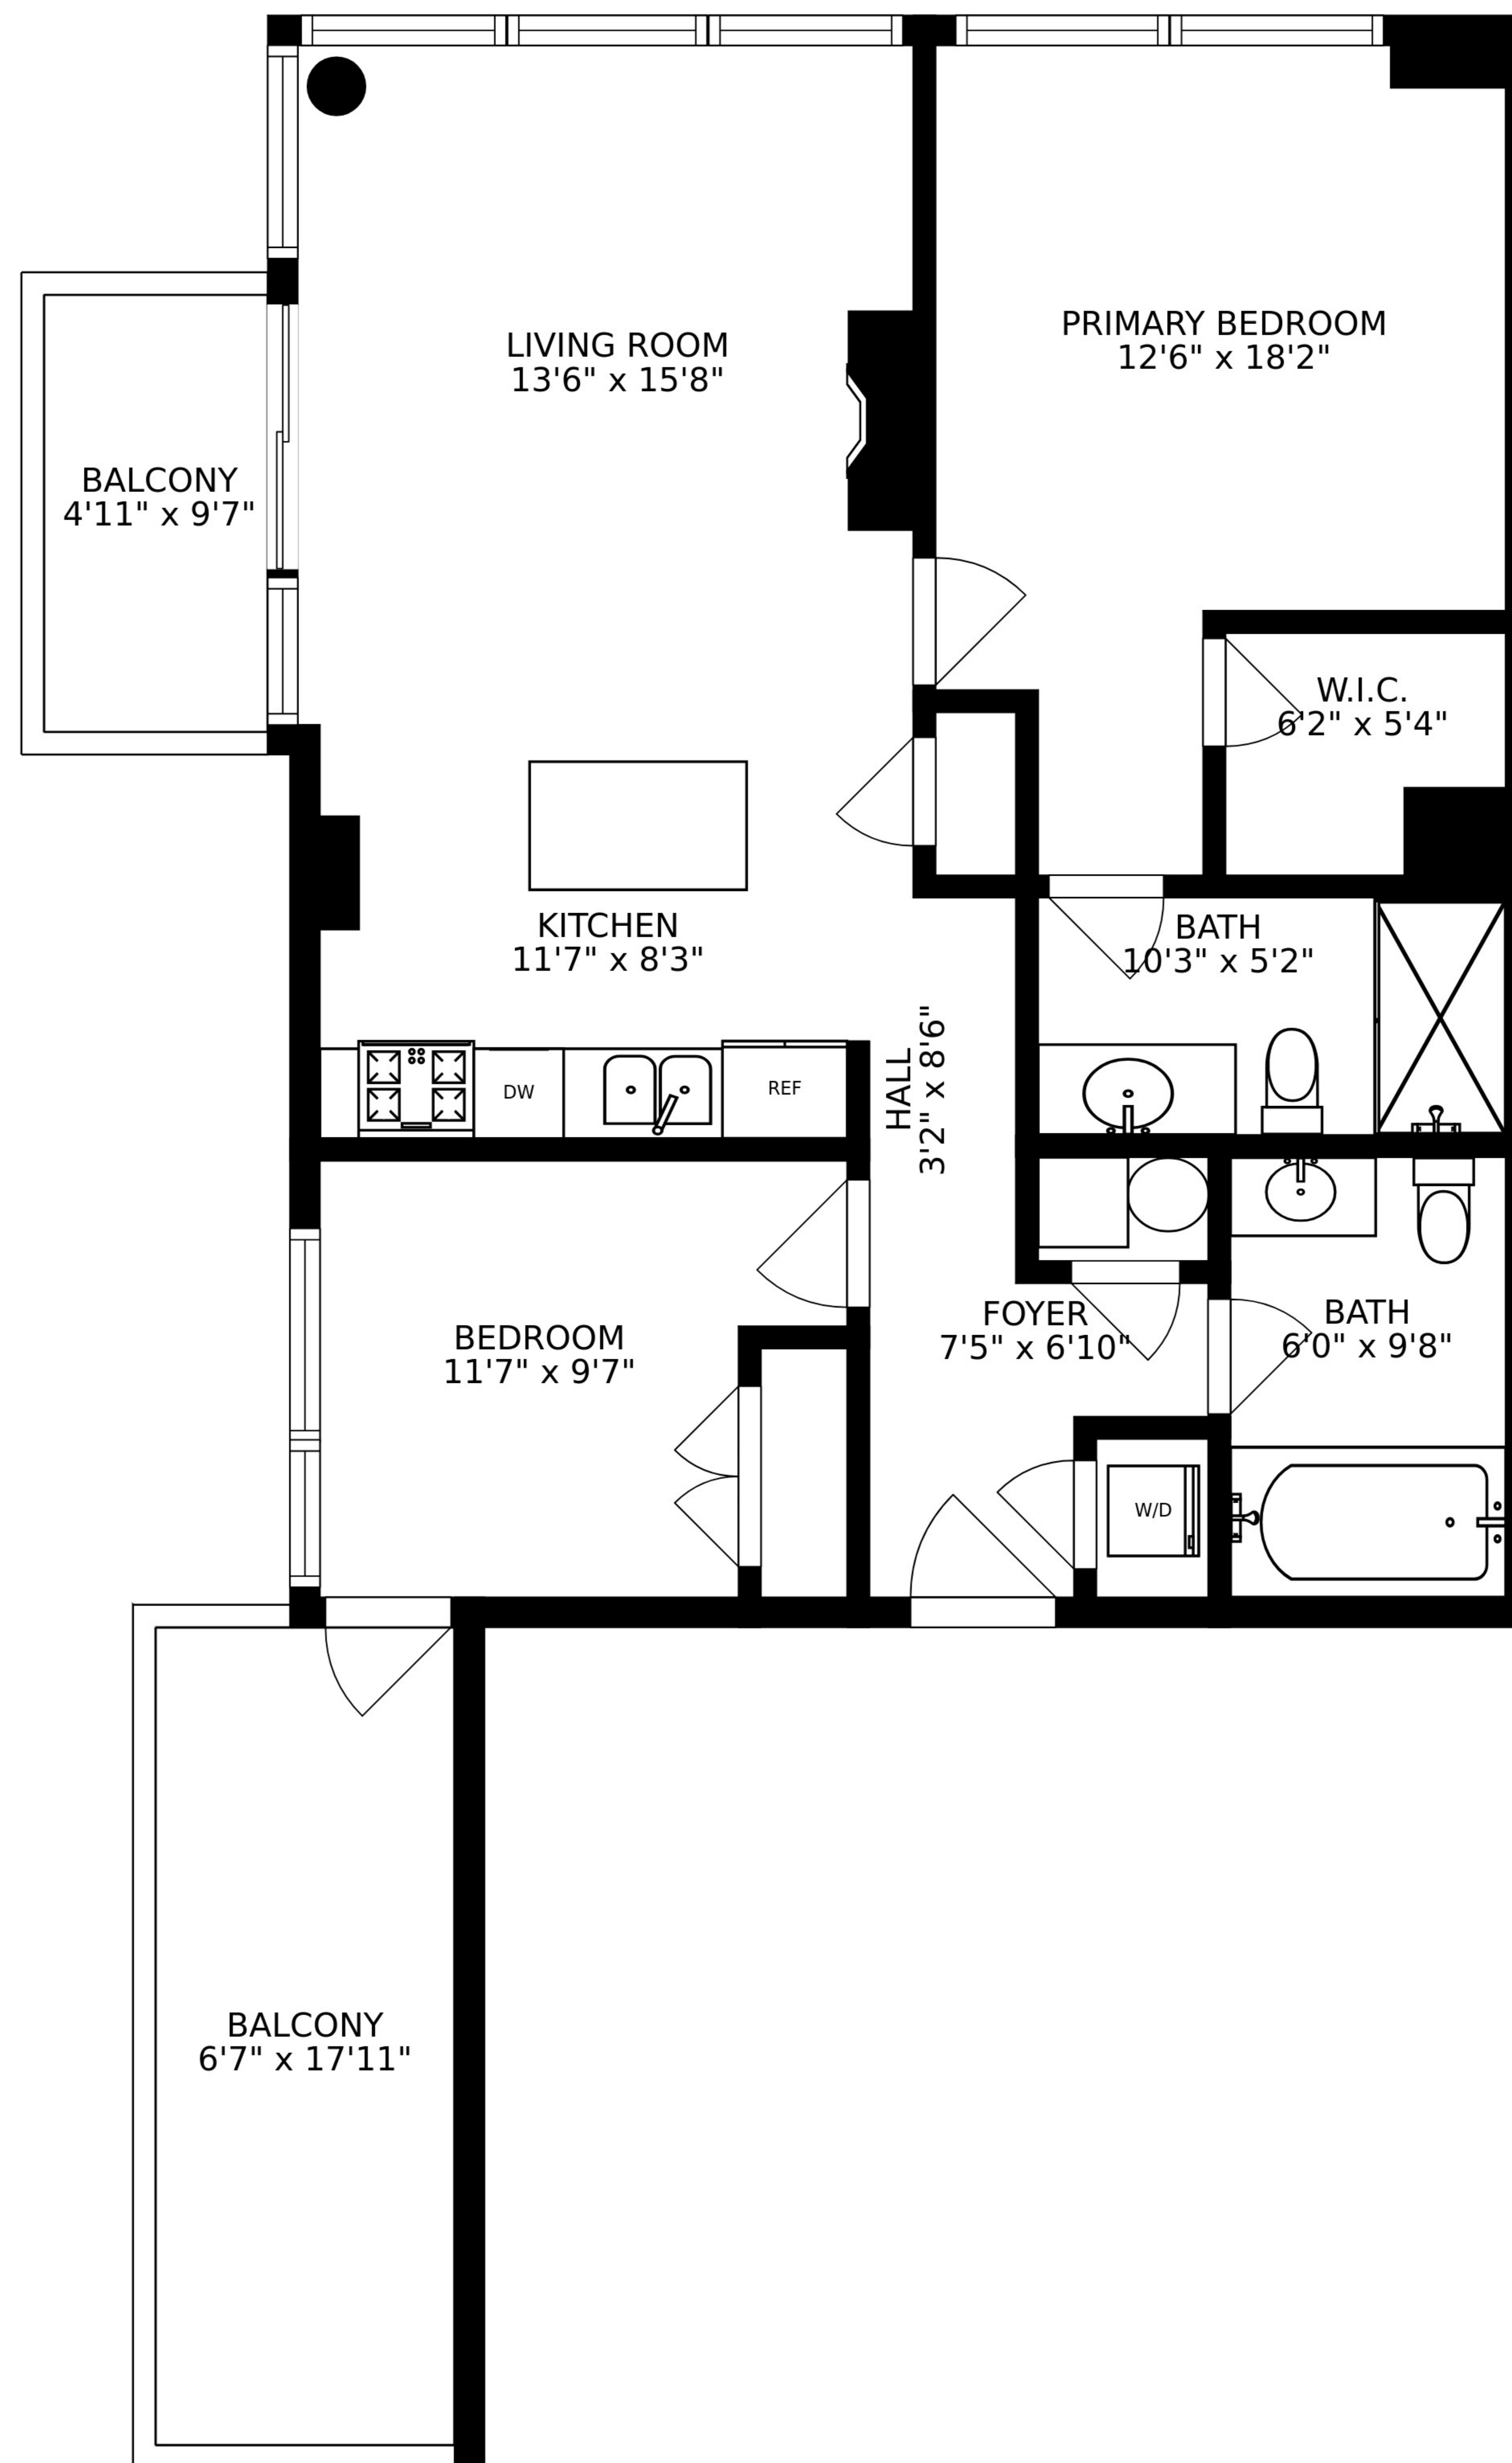 LIVING ROOM
13'6" x 15'8"
PRIMARY BEDROOM
12'6" x 18'2"
BALCONY
4'11" x 9'7"
W.I.C.
6'2" x 5'4"
KITCHEN
11'7" x 8'3"
BATH
10'3" x 5'2"
HALL
3'2" x 8'6"
DW
REF
BEDROOM
11'7" x 9'7"
FOYER
7'5" x 6'10"
BATH
6'0" x 9'8"
W/D
BALCONY
6'7" x 17'11"